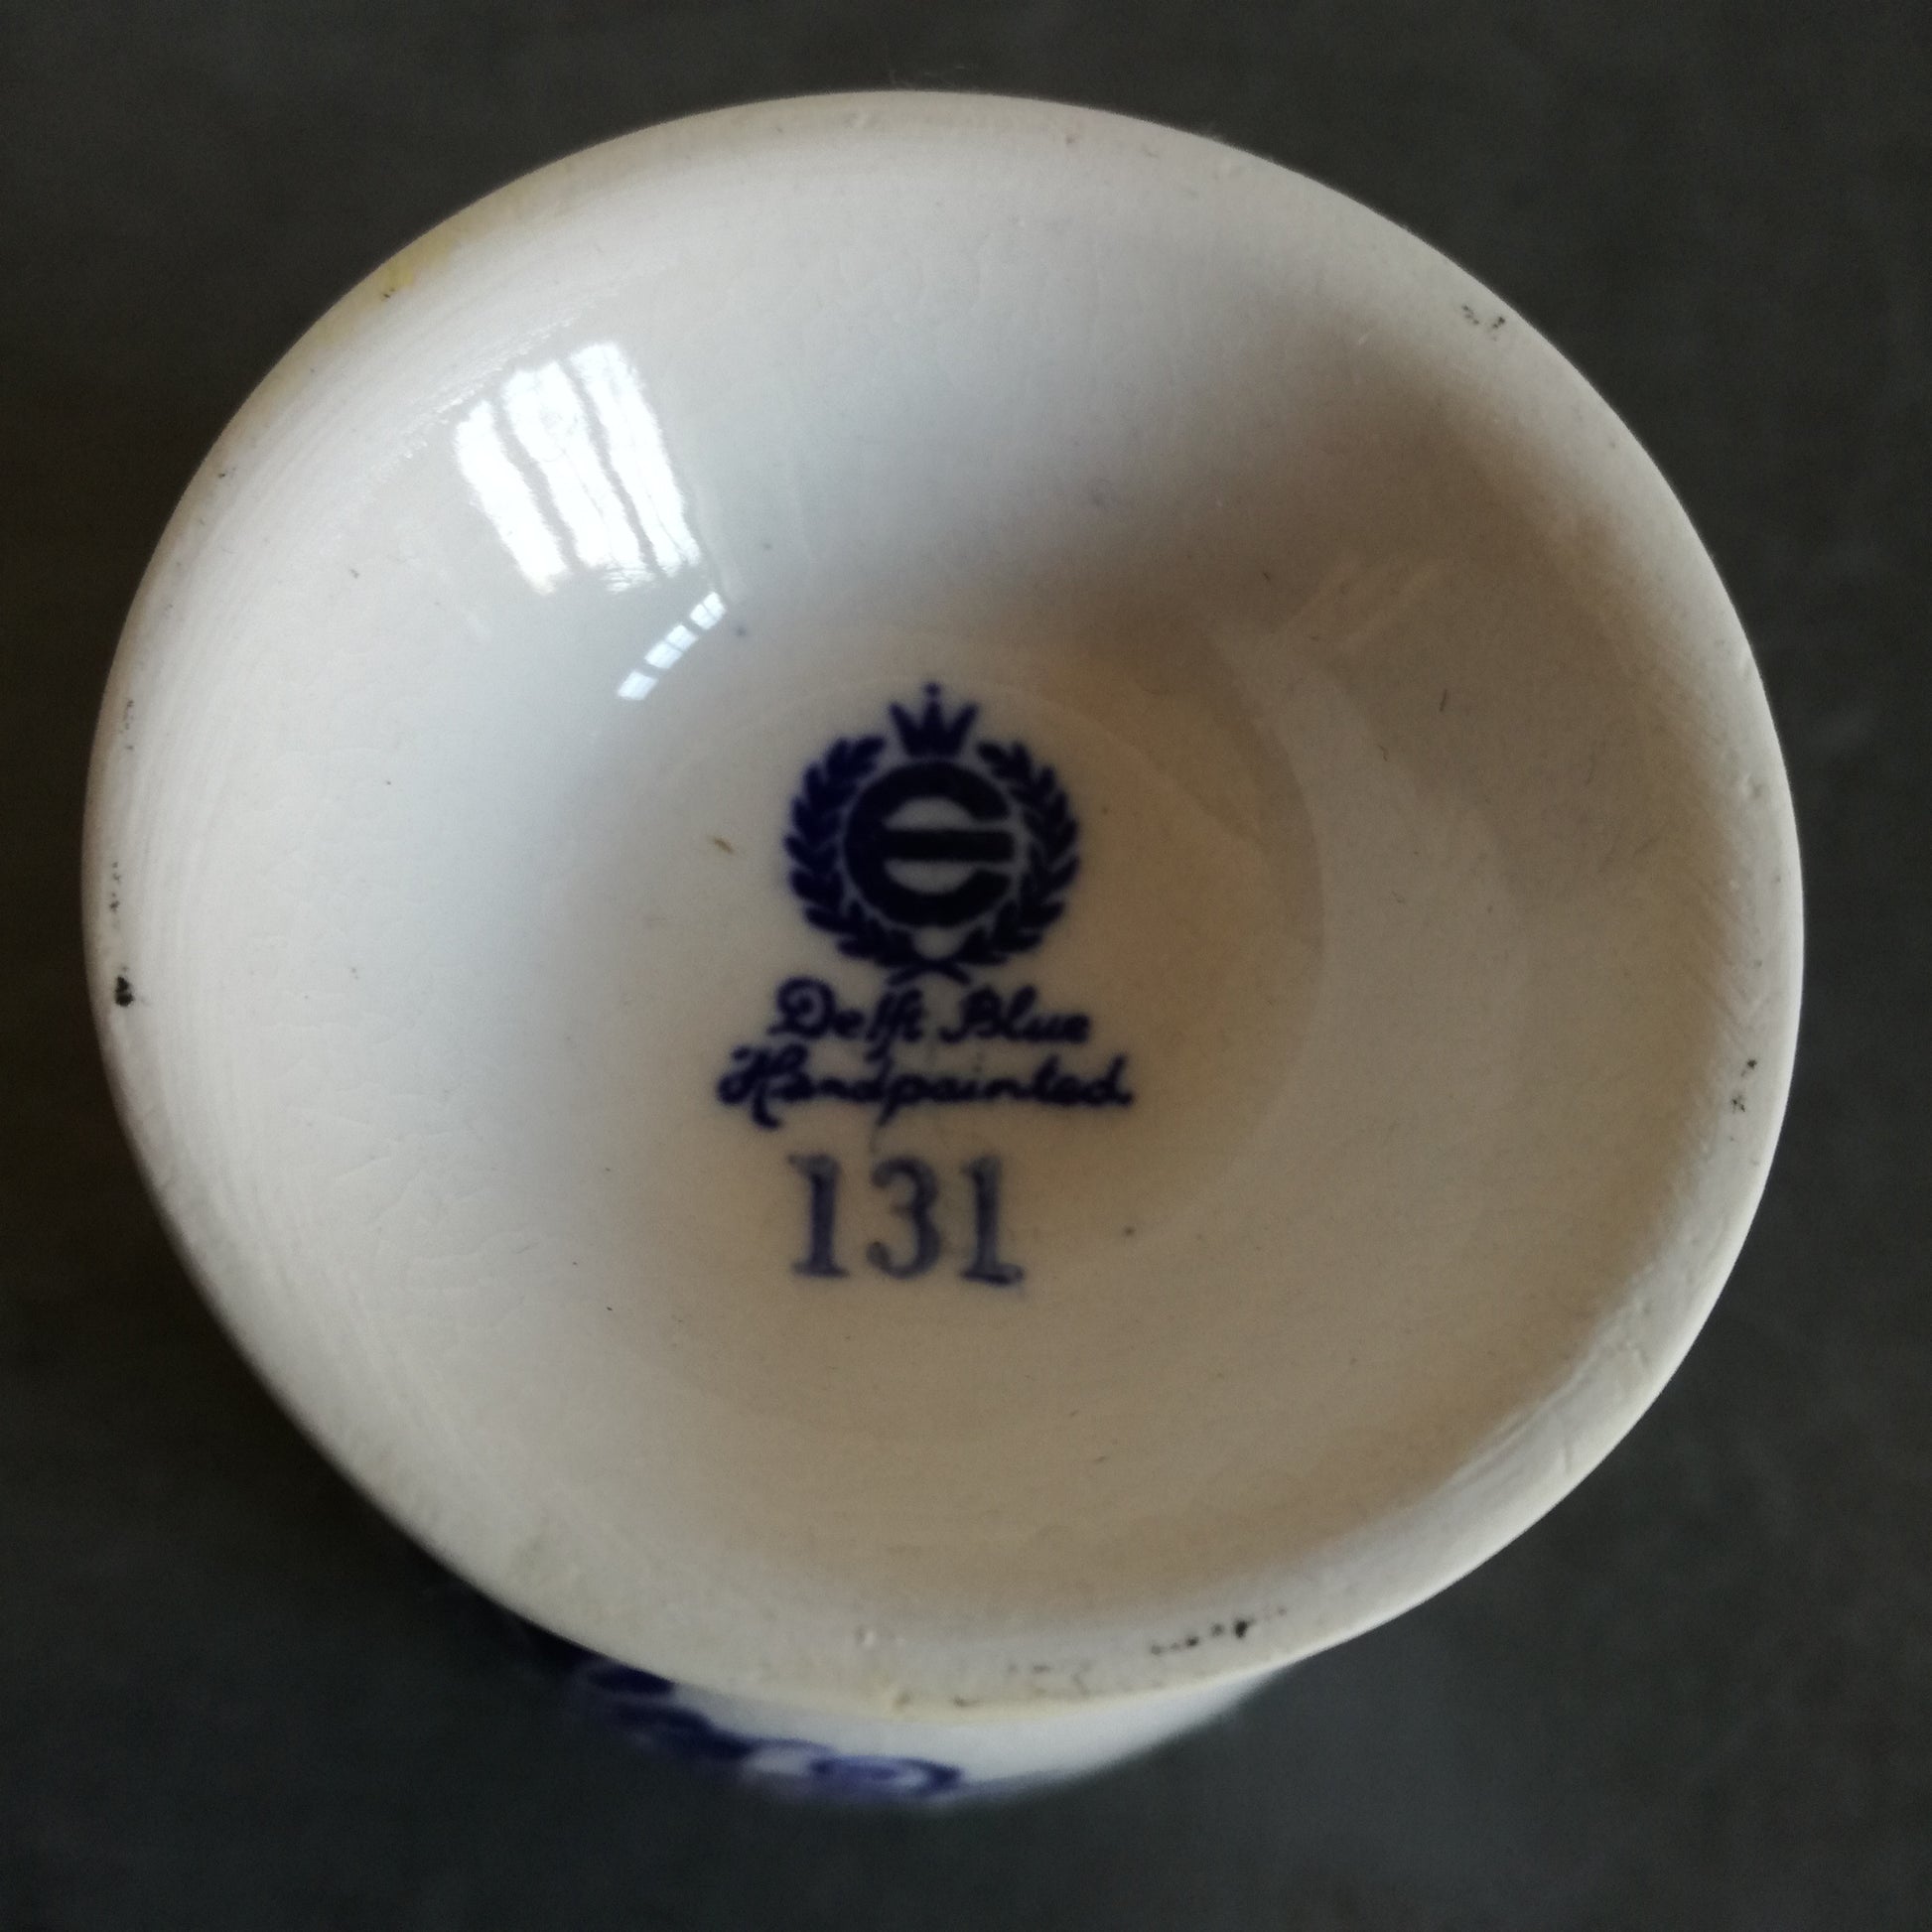 E
Delft Blue
Handpainted.
131